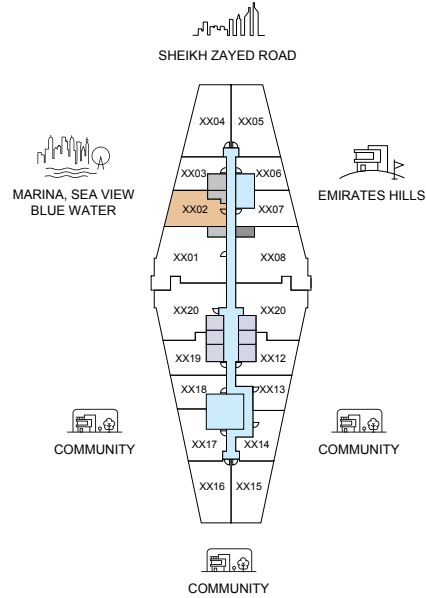 SHEIKH ZAYED ROAD
XX04
XX05
MARINA, SEA VIEW
BLUE WATER
XX03
XX06
EMIRATES HILLS
XX02
XX07
XX01
XX08
XX20
XX20
XX19
XX12
XX18
XX13
COMMUNITY
XX17
XX14
COMMUNITY
XX16
XX15
COMMUNITY